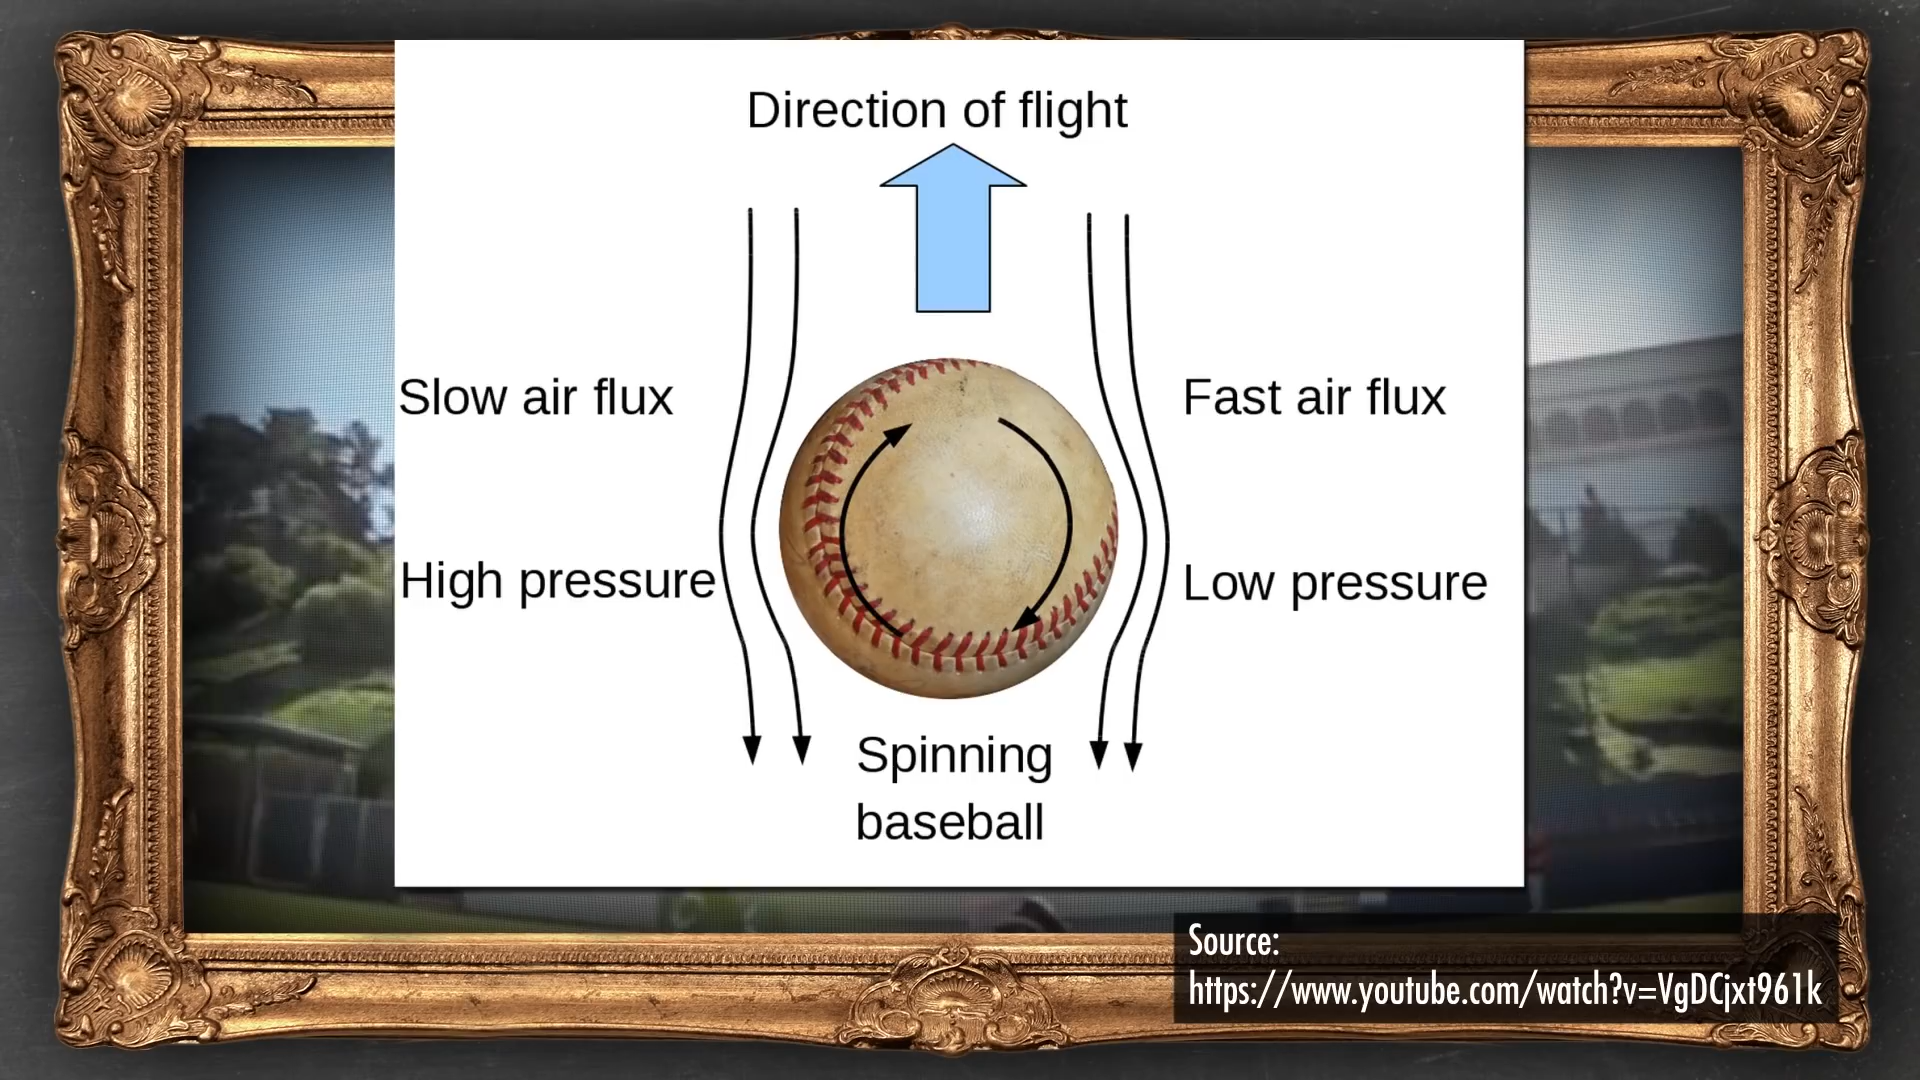 Direction of flight
Slow air flux
Fast air flux
High pressure
Low pressure
Spinning
baseball
Source:
https://www.youtube.com/watch?v=VgDCjxt961k